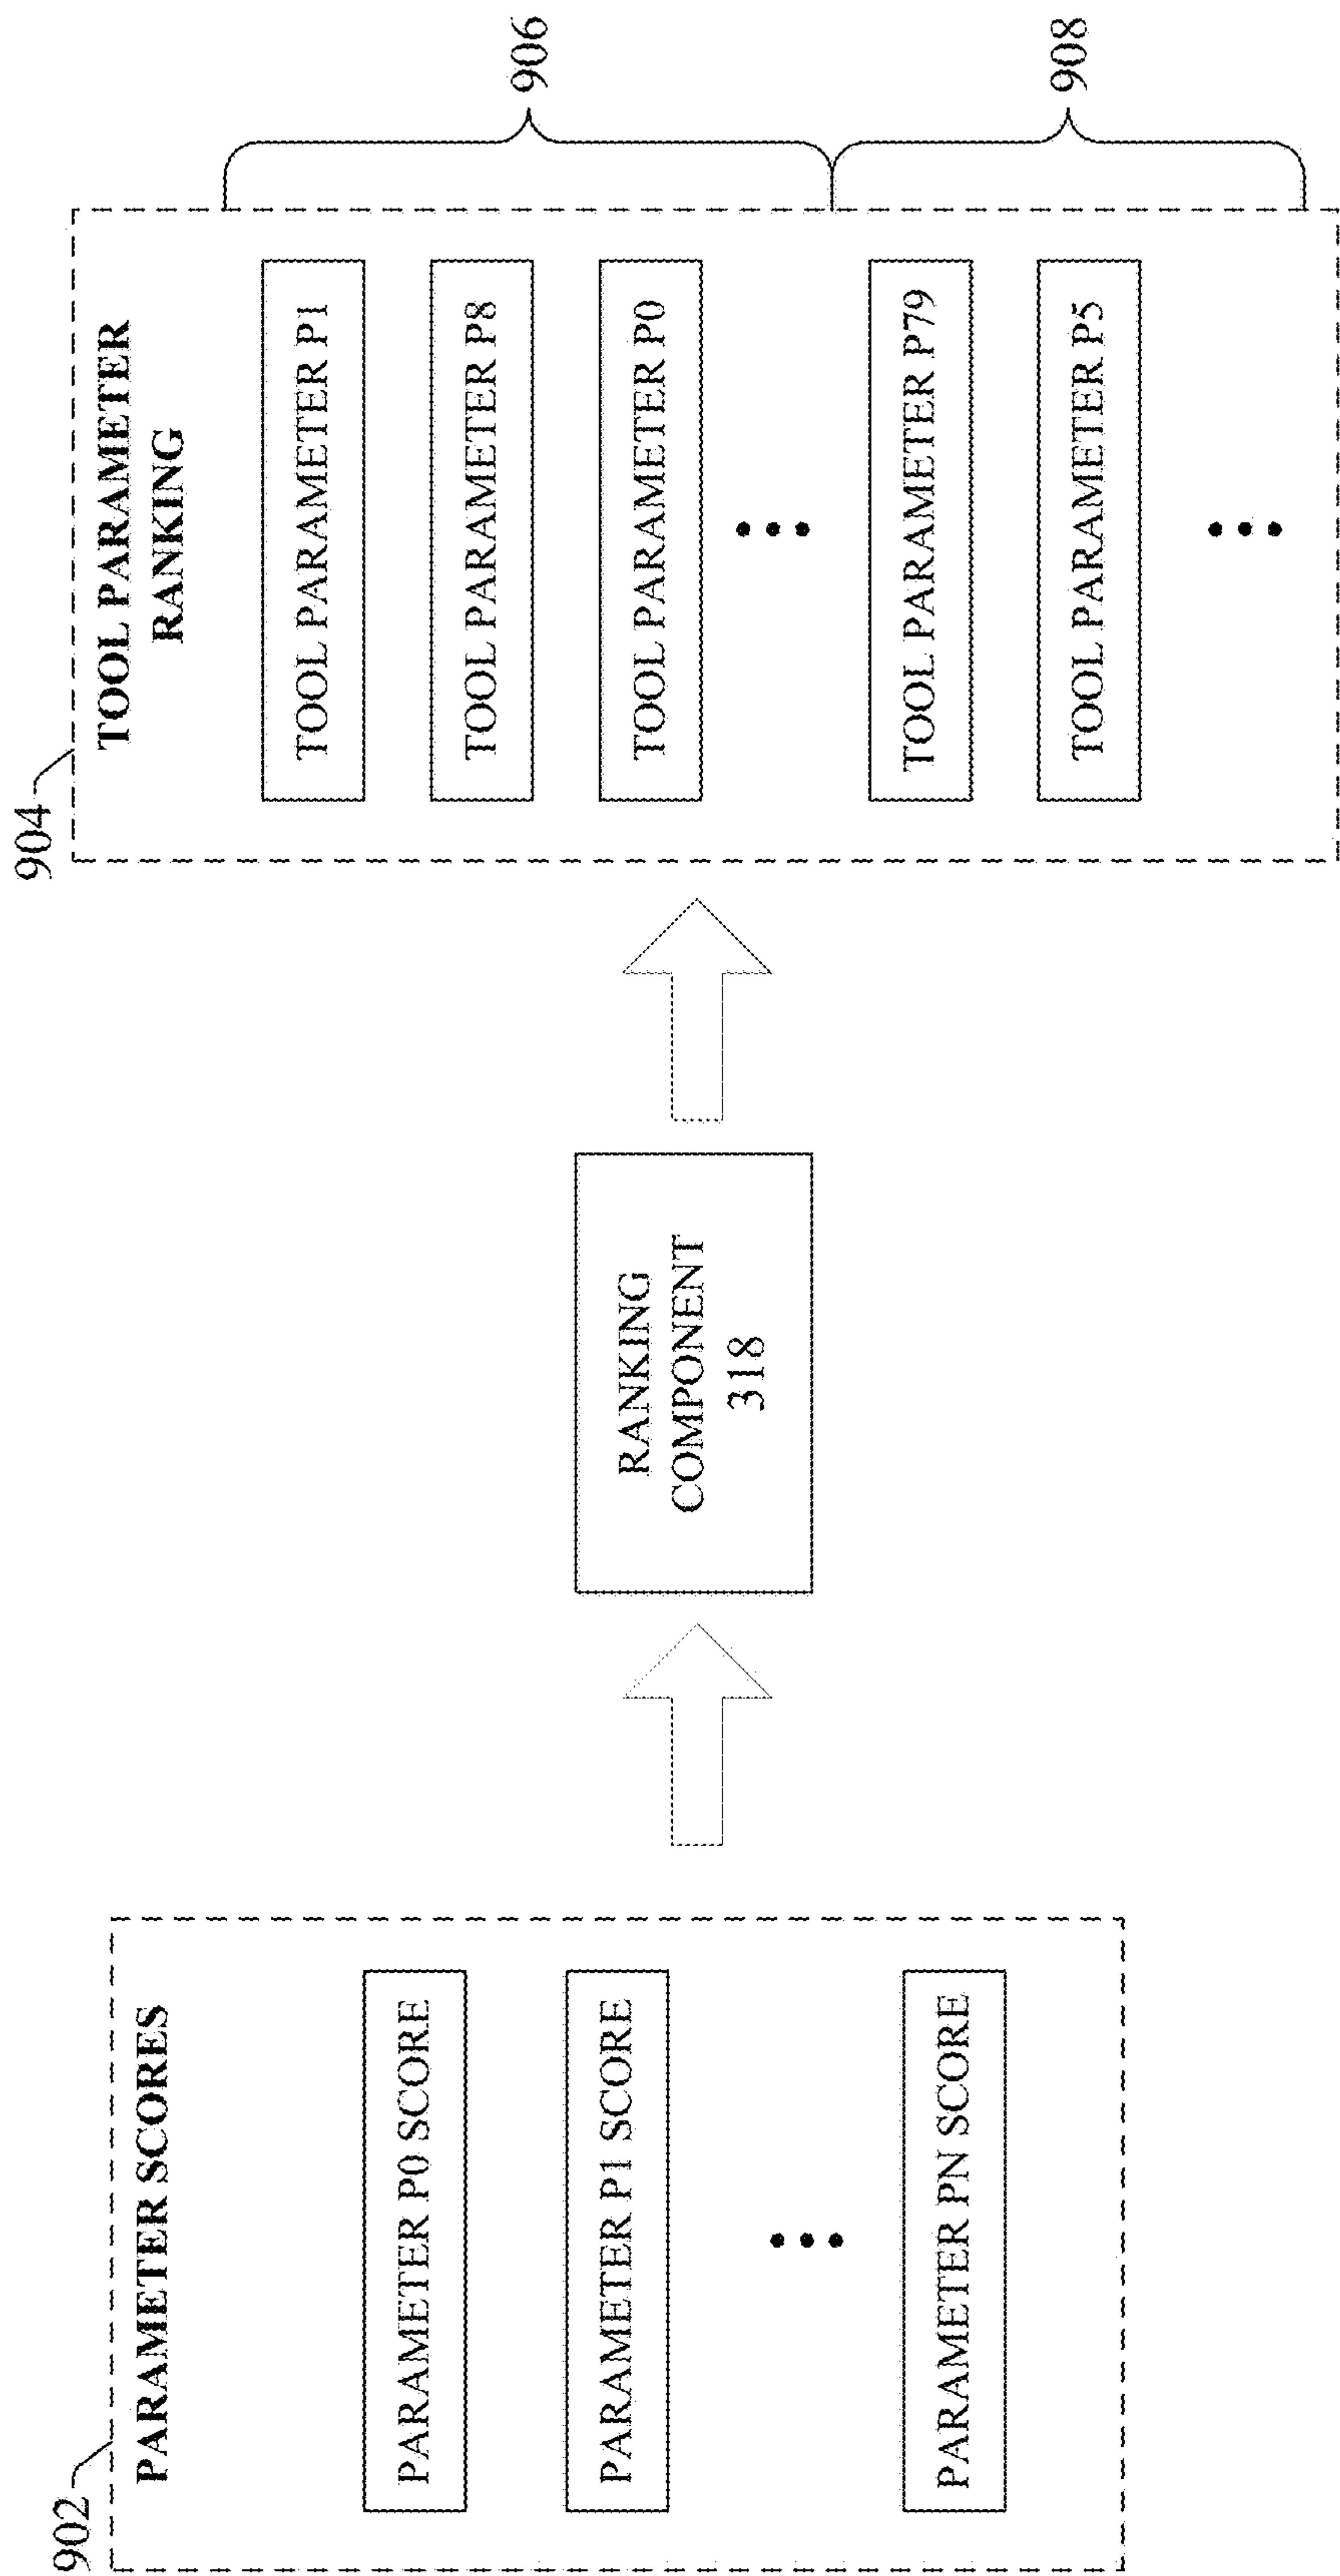 902
PARAMETER SCORES
PARAMETER P0 SCORE
PARAMETER P1 SCORE
PARAMETER PN SCORE
RANKING
COMPONENT
318
904
TOOL PARAMETER
RANKING
TOOL PARAMETER P1
TOOL PARAMETER P8
TOOL PARAMETER P0
TOOL PARAMETER P79
TOOL PARAMETER P5
906
908